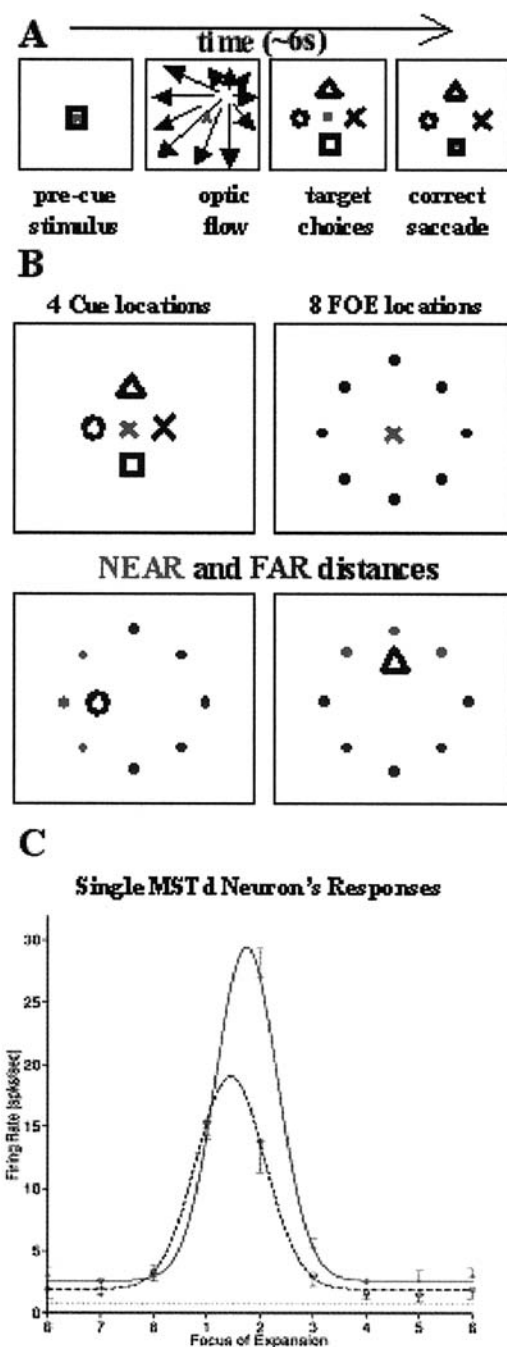 A
time (~6s)
pre-cue stimulus
optic flow
target choices
correct saccade
B
4 Cue locations
8 FOE locations
NEAR and FAR distances
C
Single MSTd Neuron's Responses
Firing Rate [spks/sec]
30
25
20
15
10
5
0
6 7 8 1 2 3 4 5 6
Focus of Expansion